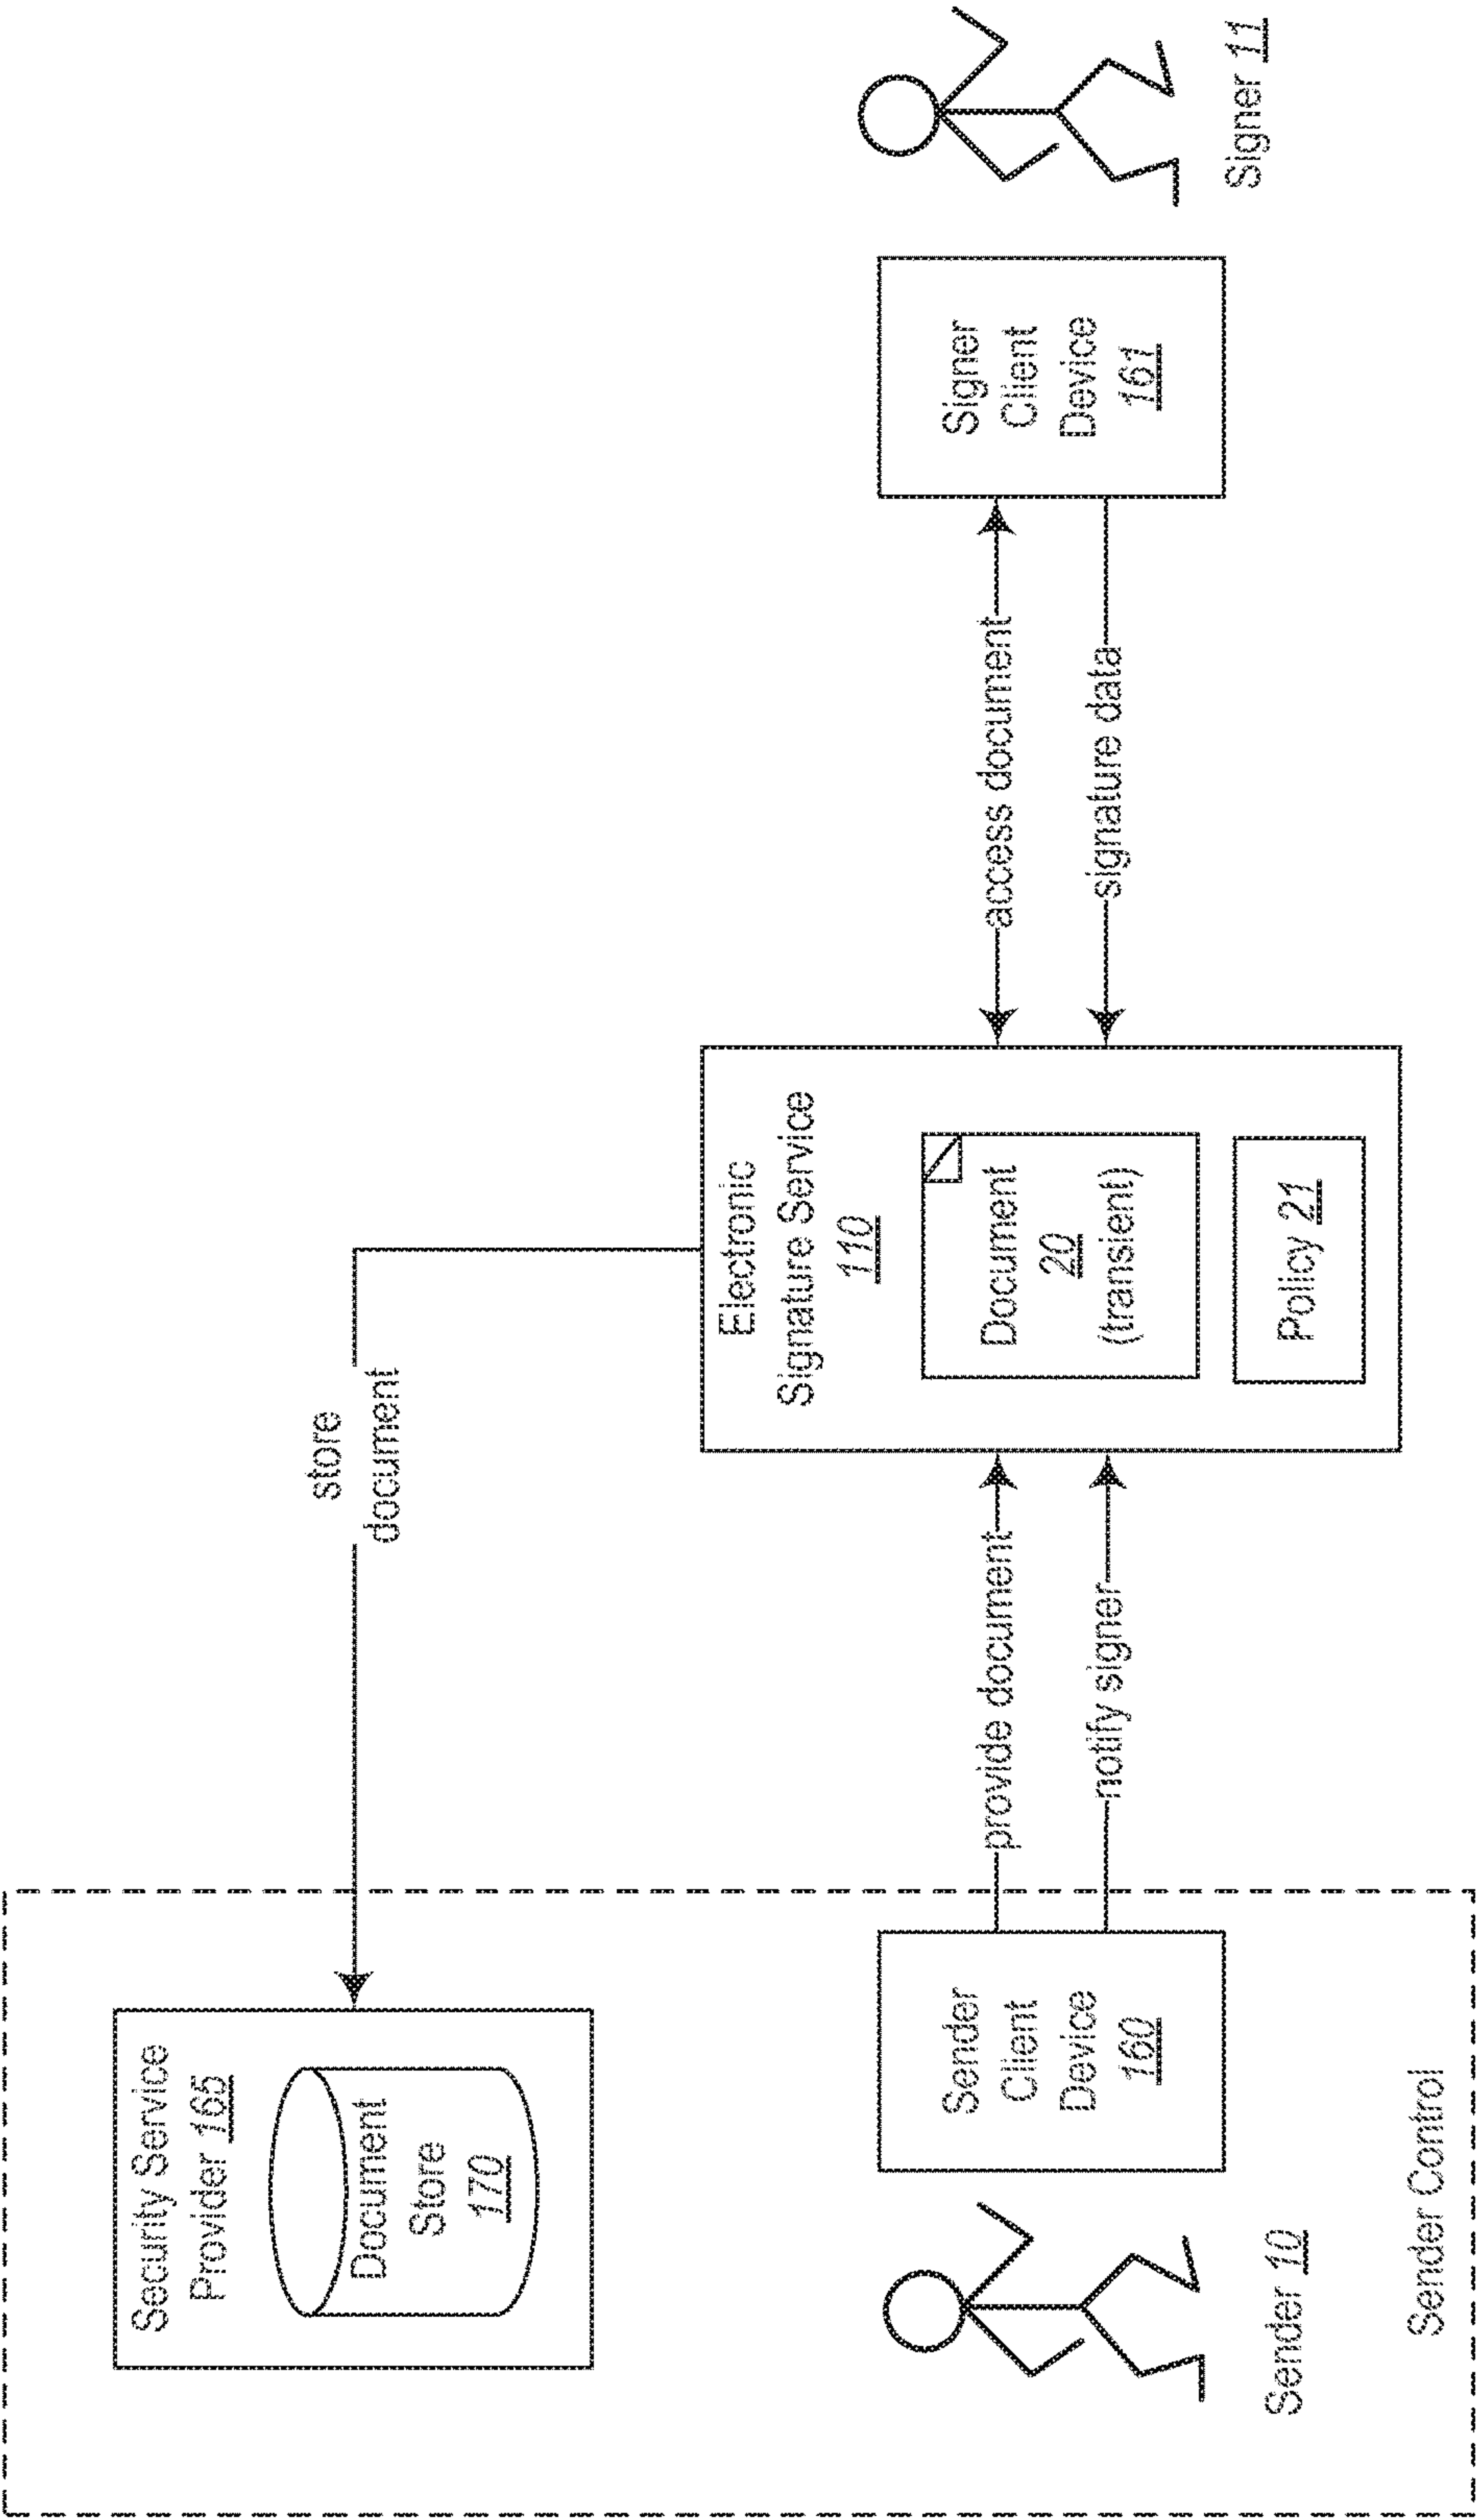 Security Service
Provider 165
Document
Store
170
store
document
Sender 10
Sender
Client
Device
160
Sender Control
provide document
notify signer
Electronic
Signature Service
110
Document
20
(transient)
Policy 21
access document
signature data
Signer
Client
Device
161
Signer 11